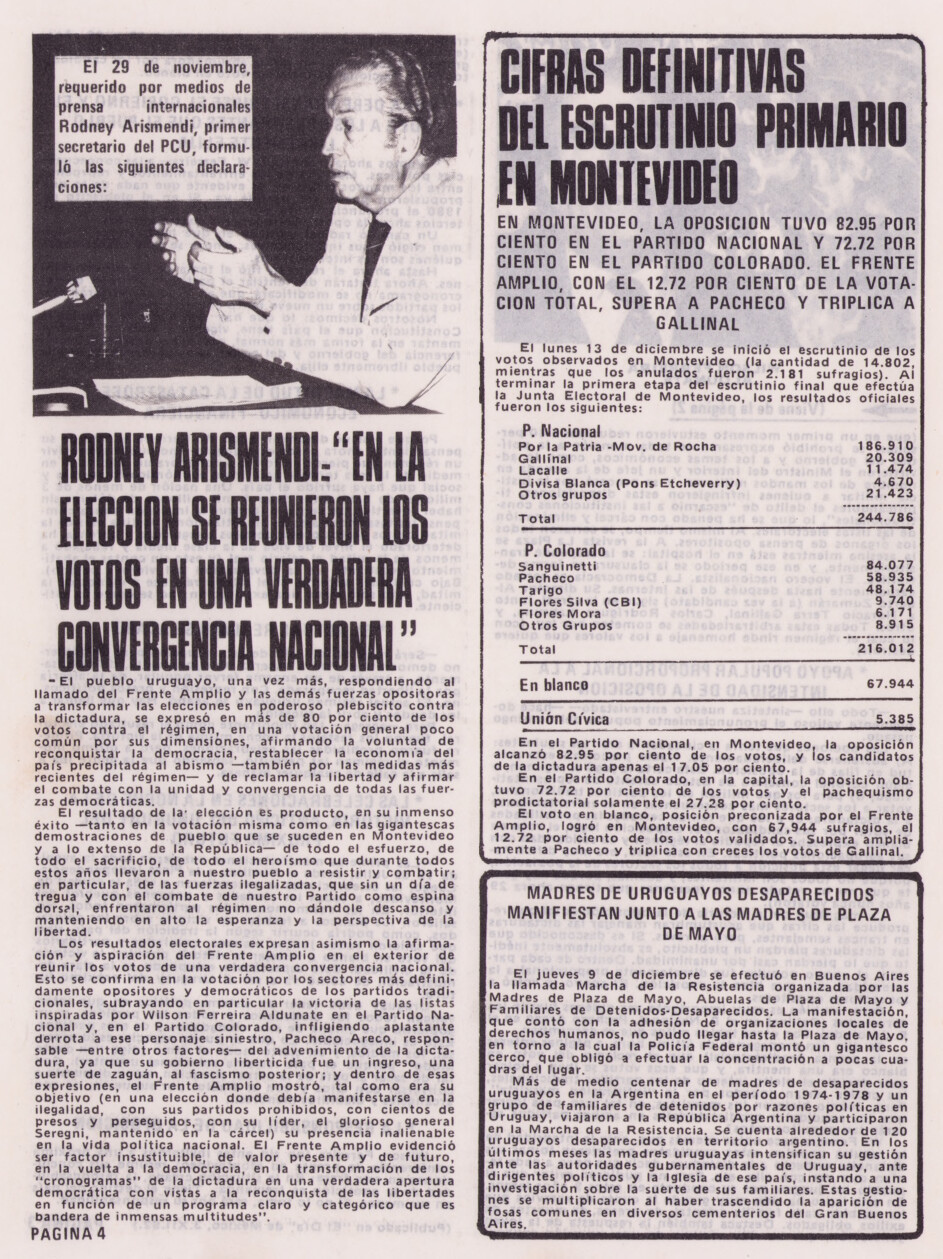 El 29 de noviembre,
requerido por medios de
prensa internacionales
Rodney Arismendi, primer
secretario del PCU, formu-
ló las siguientes declara-
ciones:
RODNEY ARISMENDI: “EN LA
ELECCION SE REUNIERON LOS
VOTOS EN UNA VERDADERA
CONVERGENCIA NACIONAL”
-El pueblo uruguayo, una vez más, respondiendo al
llamado del Frente Amplio y las demás fuerzas opositoras
a transformar las elecciones en poderoso plebiscito contra
la dictadura, se expresó en más de 80 por ciento de los
votos contra el régimen, en una votación general poco
común por sus dimensiones, afirmando la voluntad de
reconquistar la democracia, restablecer la economía del
país precipitada al abismo —también por las medidas más
recientes del régimen— y de reclamar la libertad y afirmar
el combate con la unidad y convergencia de todas las fuer-
zas democráticas.
El resultado de la elección es producto, en su inmenso
éxito —tanto en la votación misma como en las gigantescas
demostraciones de pueblo que se suceden en Montevideo
y a lo extenso de la República— de todo el esfuerzo, de
todo el sacrificio, de todo el heroísmo que durante todos
estos años llevaron a nuestro pueblo a resistir y combatir;
en particular, de las fuerzas ilegalizadas, que sin un día de
tregua y con el combate de nuestro Partido como espina
dorsal, enfrentaron al régimen no dándole descanso y
manteniendo en alto la esperanza y la perspectiva de la
libertad.
Los resultados electorales expresan asimismo la afirma-
ción y aspiración del Frente Amplio en el exterior de
reunir los votos de una verdadera convergencia nacional.
Esto se confirma en la votación por los sectores más defini-
damente opositores y democráticos de los partidos tradi-
cionales, subrayando en particular la victoria de las listas
inspiradas por Wilson Ferreira Aldunate en el Partido Na-
cional y, en el Partido Colorado, infligiendo aplastante
derrota a ese personaje siniestro, Pacheco Areco, respon-
sable —entre otros factores— del advenimento de la dicta-
dura, ya que su gobierno liberticida fue un ingreso, una
suerte de zaguán, al fascismo posterior; y dentro de esas
expresiones, el Frente Amplio mostró, tal como era su
objetivo (en una elección donde debía manifestarse en la
ilegalidad, con sus partidos prohibidos, con cientos de
presos y perseguidos, con su líder, el glorioso general
Seregni, mantenido en la cárcel) su presencia inalienable
en la vida política nacional. El Frente Amplio evidenció
ser factor insustituible, de valor presente y de futuro,
en la vuelta a la democracia, en la transformación de los
"cronogramas" de la dictadura en una verdadera apertura
democrática con vistas a la reconquista de las libertades
en función de un programa claro y categórico que es
bandera de inmensas multitudes".
PAGINA 4
CIFRAS DEFINITIVAS
DEL ESCRUTINIO PRIMARIO
EN MONTEVIDEO
EN MONTEVIDEO, LA OPOSICION TUVO 82.95 POR
CIENTO EN EL PARTIDO NACIONAL Y 72.72 POR
CIENTO EN EL PARTIDO COLORADO. EL FRENTE
AMPLIO, CON EL 12.72 POR CIENTO DE LA VOTA-
CION TOTAL, SUPERA A PACHECO Y TRIPLICA A
GALLINAL
El lunes 13 de diciembre se inició el escrutinio de los
votos observados en Montevideo (la cantidad de 14.802,
mientras que los anulados fueron 2.181 sufragios). Al
terminar la primera etapa del escrutinio final que efectúa
la Junta Electoral de Montevideo, los resultados oficiales
fueron los siguientes:
P. Nacional
Por la Patria -Mov. de Rocha 186.910
Gallinal 20.309
Lacalle 11.474
Divisa Blanca (Pons Etcheverry) 4.670
Otros grupos 21.423
Total 244.786
P. Colorado
Sanguinetti 84.077
Pacheco 58.935
Tarigo 48.174
Flores Silva (CBI) 9.740
Flores Mora 6.171
Otros Grupos 8.915
Total 216.012
En blanco 67.944
Unión Cívica 5.385
En el Partido Nacional, en Montevideo, la oposición
alcanzó 82.95 por ciento de los votos, y los candidatos
de la dictadura apenas el 17.05 por ciento.
En el Partido Colorado, en la capital, la oposición ob-
tuvo 72.72 por ciento de los votos y el pachequismo
prodictatorial solamente el 27.28 por ciento.
El voto en blanco, posición preconizada por el Frente
Amplio, logró en Montevideo, con 67,944 sufragios, el
12.72 por ciento de los votos validados. Supera amplia-
mente a Pacheco y triplica con creces los votos de Gallinal.
MADRES DE URUGUAYOS DESAPARECIDOS
MANIFIESTAN JUNTO A LAS MADRES DE PLAZA
DE MAYO
El jueves 9 de diciembre se efectuó en Buenos Aires
la llamada Marcha de la Resistencia organizada por las
Madres de Plaza de Mayo, Abuelas de Plaza de Mayo y
Familiares de Detenidos-Desaparecidos. La manifestación,
que contó con la adhesión de organizaciones locales de
derechos humanos, no pudo llegar hasta la Plaza de Mayo,
en torno a la cual la Policía Federal montó un gigantesco
cerco, que obligó a efectuar la concentración a pocas cua-
dras del lugar.
Más de medio centenar de madres de desaparecidos
uruguayos en la Argentina en el período 1974-1978 y un
grupo de familiares de detenidos por razones políticas en
Uruguay, viajaron a la República Argentina y participaron
en la Marcha de la Resistencia. Se cuenta alrededor de 120
uruguayos desaparecidos en territorio argentino. En los
últimos meses las madres uruguayas intensifican su gestión
ante las autoridades gubernamentales de Uruguay, ante
dirigentes políticos y la Iglesia de ese país, instando a una
investigación sobre la suerte de sus familiares. Estas gestio-
nes se multiplicaron al haber trascendido la aparición de
fosas comunes en diversos cementerios del Gran Buenos
Aires.